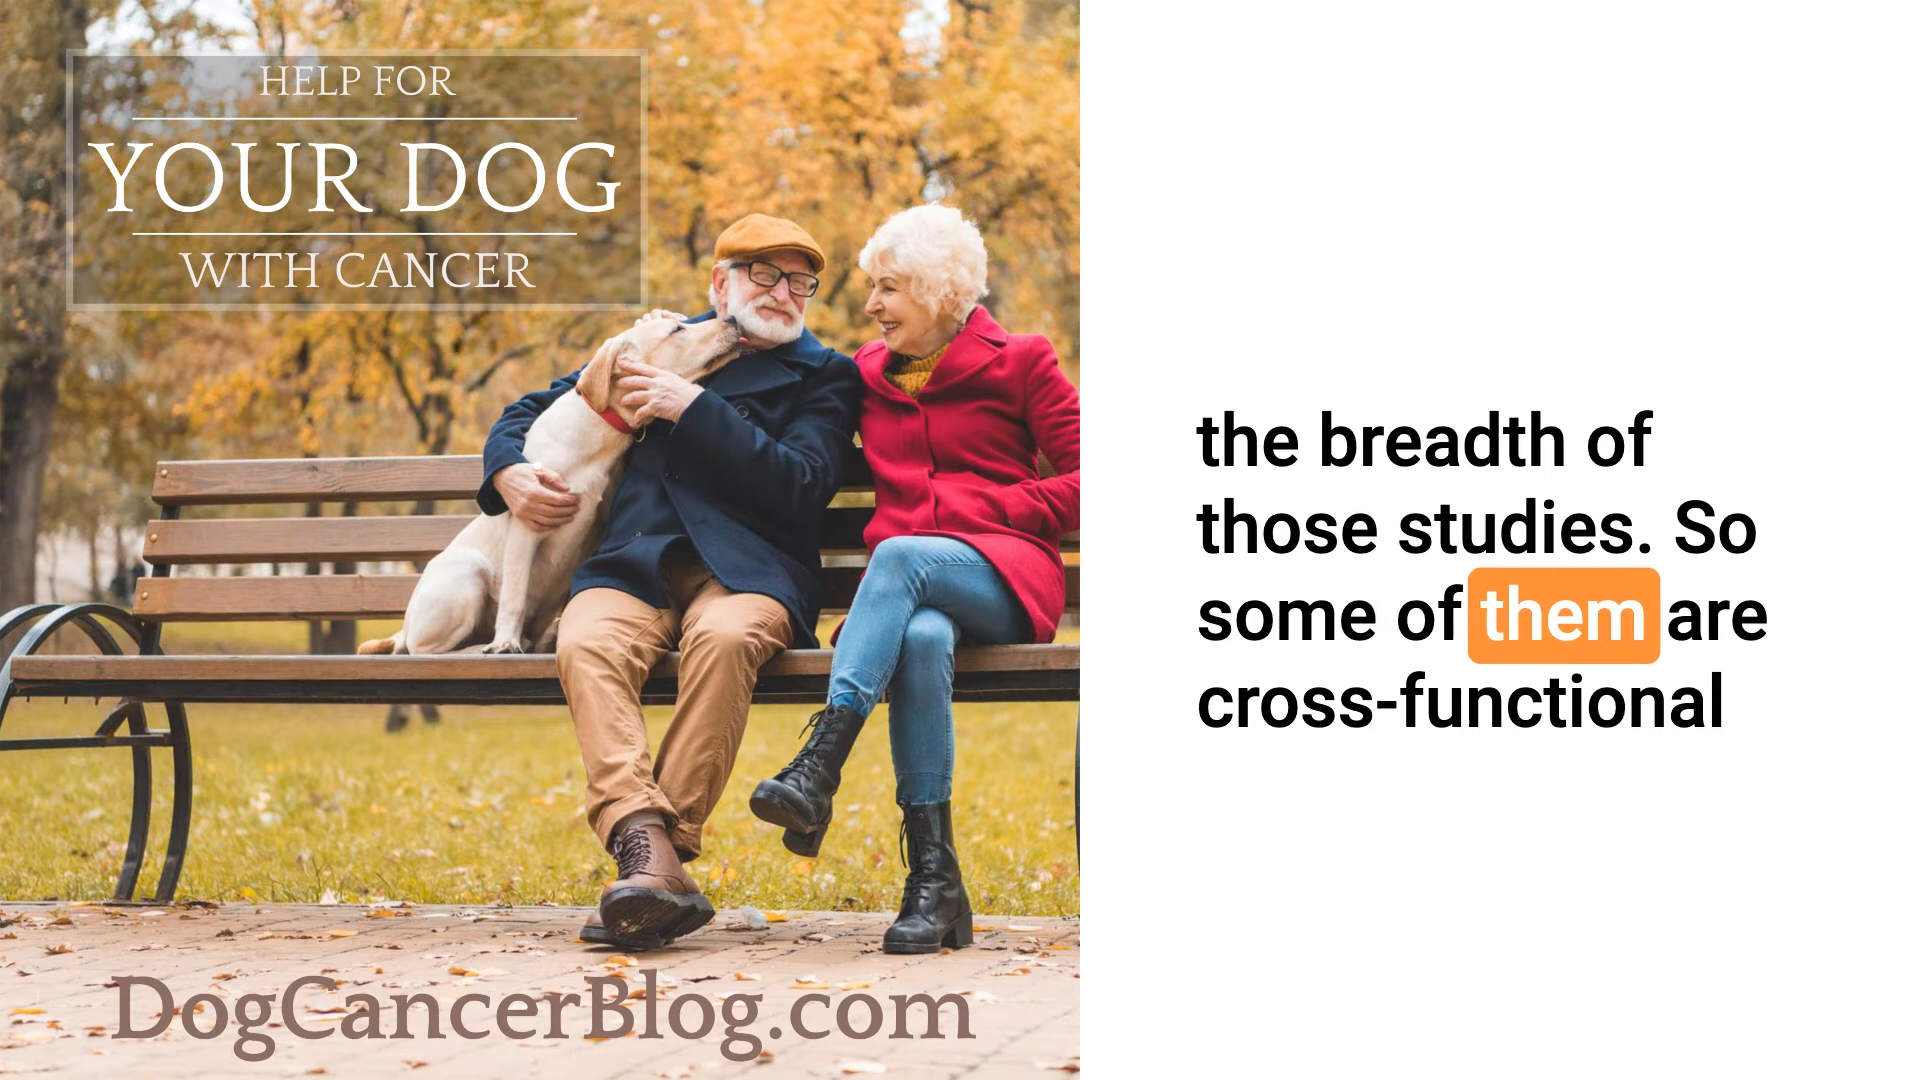 HELP FOR
YOUR DOG
WITH CANCER
DogCancerBlog.com
the breadth of
those studies. So
some of them are
cross-functional